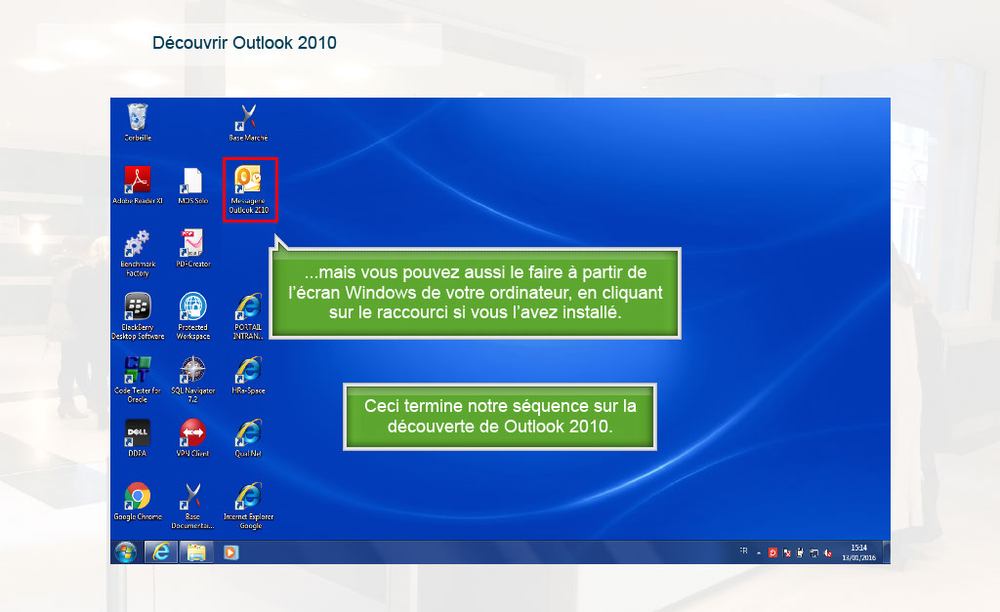 Découvrir Outlook 2010
Corbeille
Base Marché
Adobe Reader XI
MOS Solo
Messagerie
Outlook 2010
Benchmark
Factory
PDFCreator
...mais vous pouvez aussi le faire à partir de
l'écran Windows de votre ordinateur, en cliquant
sur le raccourci si vous l'avez installé.
BlackBerry
Desktop Software
Protected
Workspace
PORTAIL
INTRAN...
Code Tester for
Oracle
SQL Navigator
7.2
HRa-Space
Ceci termine notre séquence sur la
découverte de Outlook 2010.
DELL
DDPA
VPN Client
Qual'Net
Google Chrome
Base
Documentai...
Internet Explorer
- Google
FR
15:14
13/01/2016